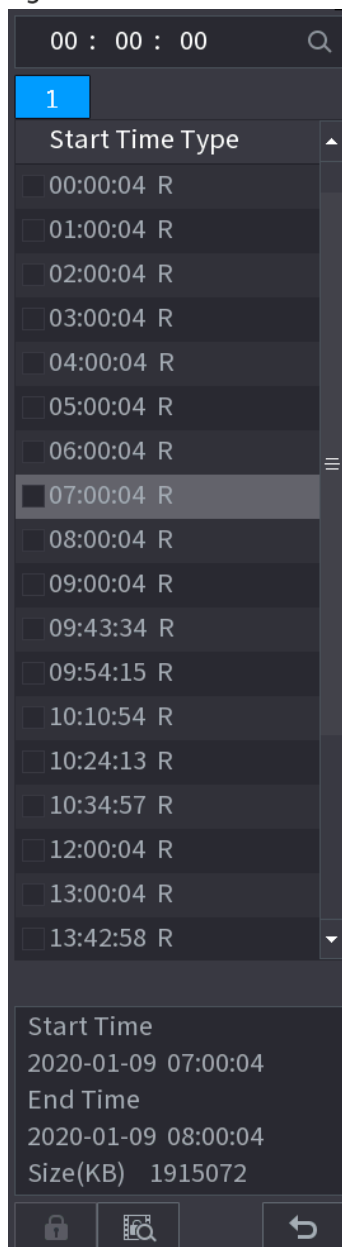 00 : 00 : 00
1
Start Time Type
00:00:04 R
01:00:04 R
02:00:04 R
03:00:04 R
04:00:04 R
05:00:04 R
06:00:04 R
07:00:04 R
08:00:04 R
09:00:04 R
09:43:34 R
09:54:15 R
10:10:54 R
10:24:13 R
10:34:57 R
12:00:04 R
13:00:04 R
13:42:58 R
Start Time
2020-01-09 07:00:04
End Time
2020-01-09 08:00:04
Size(KB) 1915072